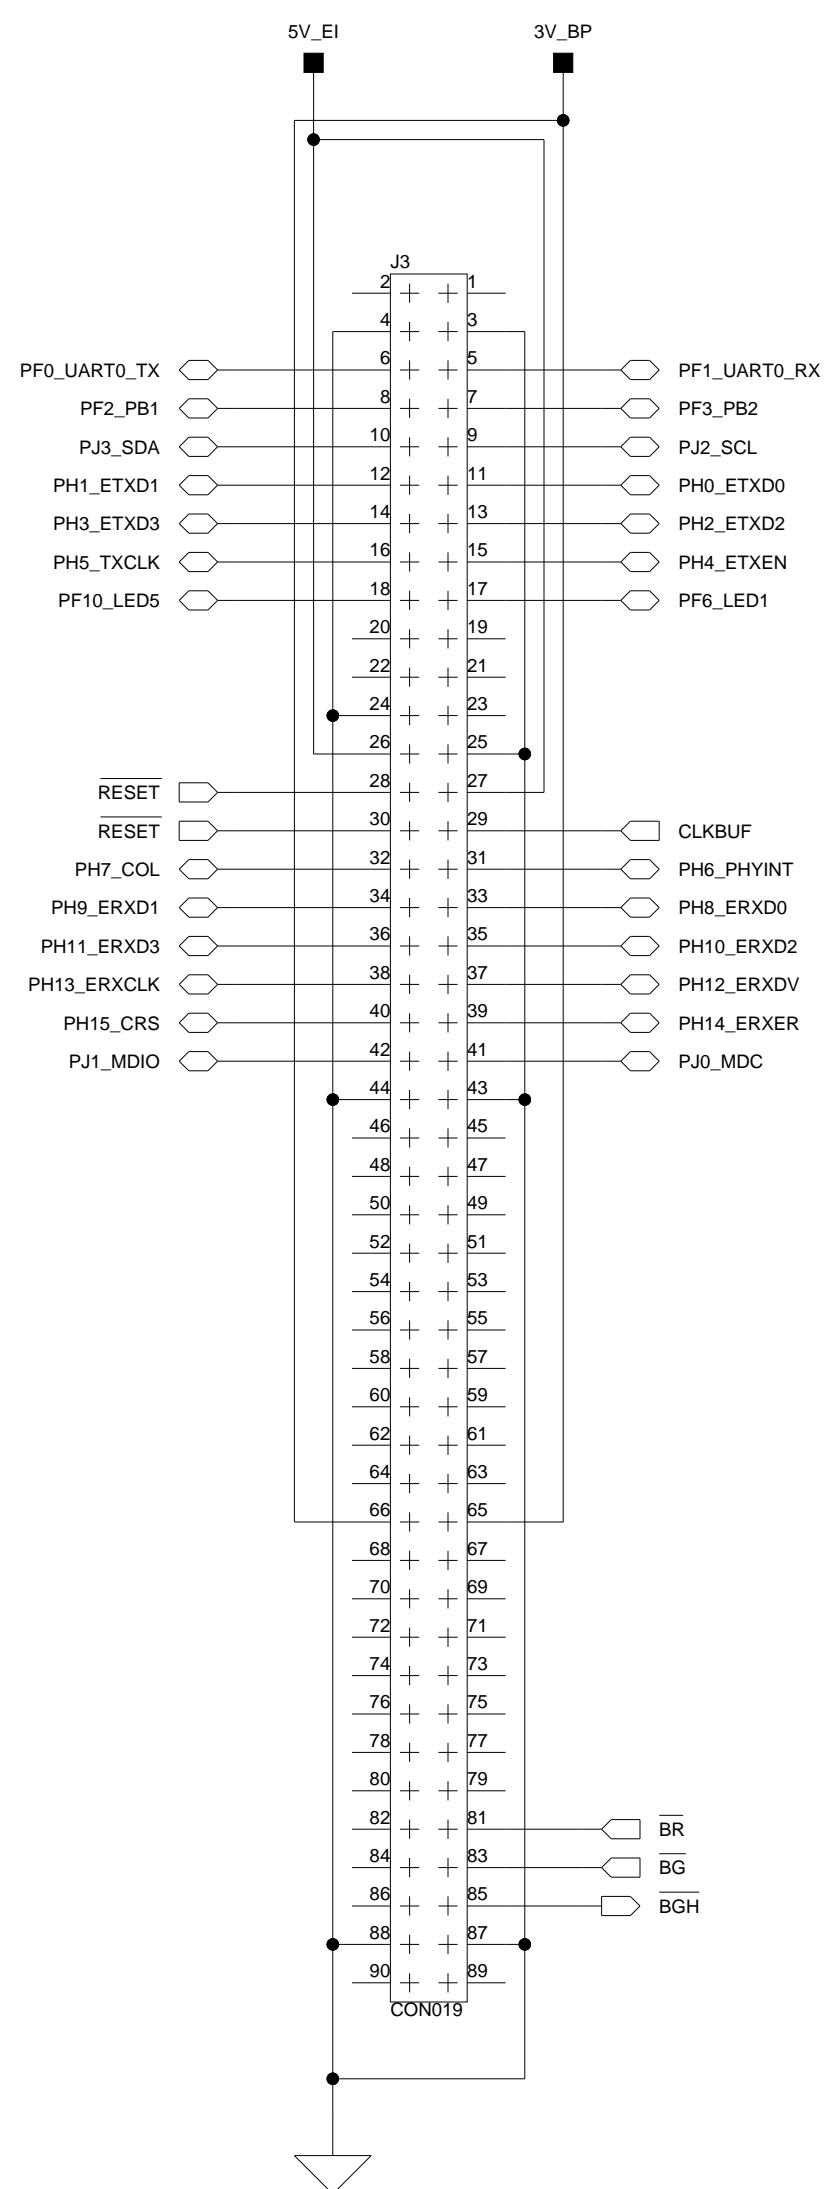 5V_EI 3V_BP
J3
2 1
4 3
PF0_UART0_TX 6 5 PF1_UART0_RX
PF2_PB1 8 7 PF3_PB2
PJ3_SDA 10 9 PJ2_SCL
PH1_ETXD1 12 11 PH0_ETXD0
PH3_ETXD3 14 13 PH2_ETXD2
PH5_TXCLK 16 15 PH4_ETXEN
PF10_LED5 18 17 PF6_LED1
20 19
22 21
24 23
26 25
RESET 28 27
RESET 30 29 CLKBUF
PH7_COL 32 31 PH6_PHYINT
PH9_ERXD1 34 33 PH8_ERXD0
PH11_ERXD3 36 35 PH10_ERXD2
PH13_ERXCLK 38 37 PH12_ERXDV
PH15_CRS 40 39 PH14_ERXER
PJ1_MDIO 42 41 PJ0_MDC
44 43
46 45
48 47
50 49
52 51
54 53
56 55
58 57
60 59
62 61
64 63
66 65
68 67
70 69
72 71
74 73
76 75
78 77
80 79
82 81 BR
84 83 BG
86 85 BGH
88 87
90 89
CON019